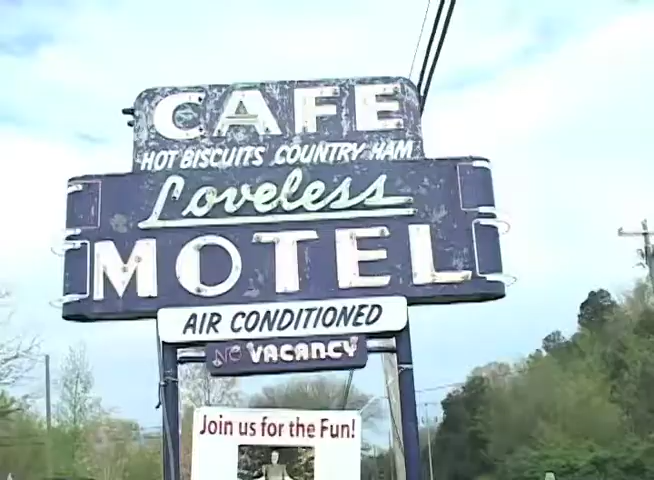 CAFE
HOT BISCUITS COUNTRY HAM
Loveless
MOTEL
AIR CONDITIONED
NO VACANCY
Join us for the Fun!